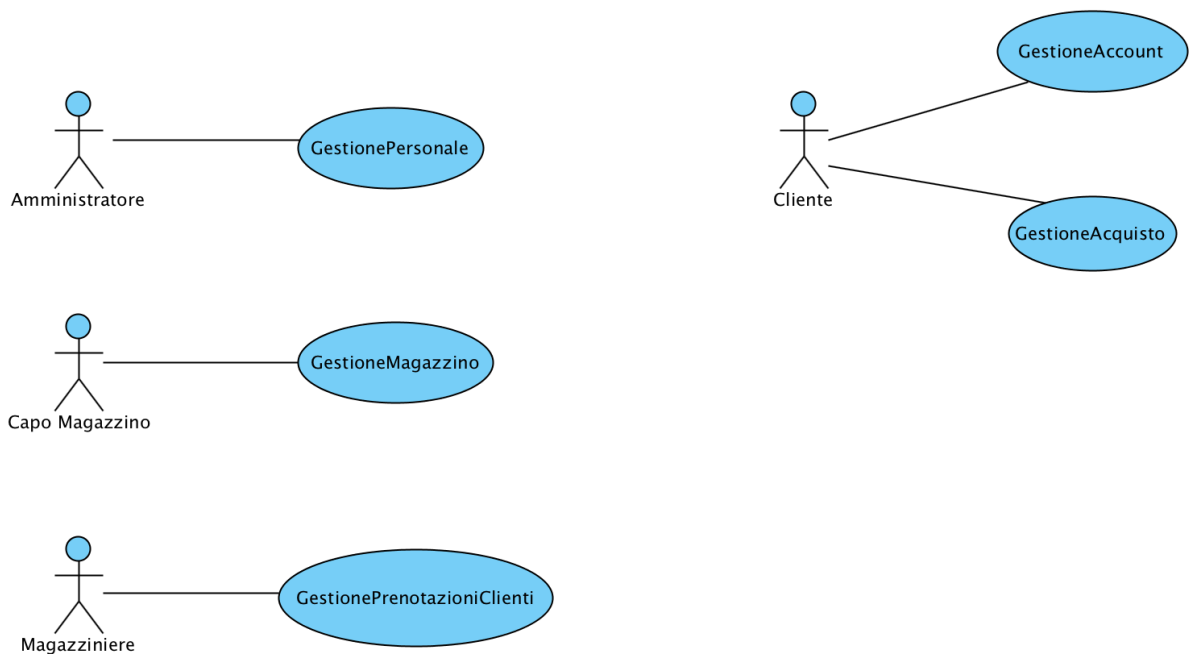 GestioneAccount
GestionePersonale
Amministratore
Cliente
GestioneAcquisto
GestioneMagazzino
Capo Magazzino
GestionePrenotazioniClienti
Magazziniere